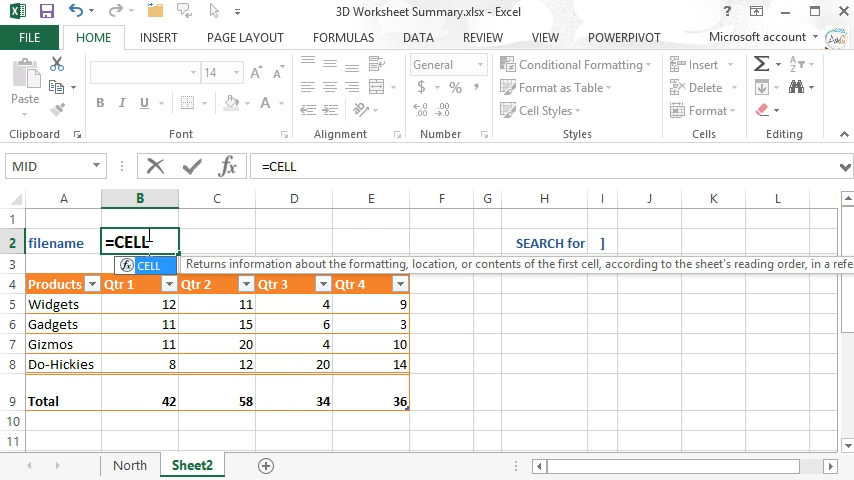 3D Worksheet Summary.xlsx - Excel
FILE HOME INSERT PAGE LAYOUT FORMULAS DATA REVIEW VIEW POWERPIVOT Microsoft account
Paste
B I U 14 A A
A
General
$ % ,
.00 .00
Conditional Formatting
Format as Table
Cell Styles
Insert
Delete
Format
Clipboard Font Alignment Number Styles Cells Editing
MID =CELL
A B C D E F G H I J K L
1
2 filename =CELL SEARCH for ]
3 CELL Returns information about the formatting, location, or contents of the first cell, according to the sheet's reading order, in a refe
4 Products Qtr 1 Qtr 2 Qtr 3 Qtr 4
5 Widgets 12 11 4 9
6 Gadgets 11 15 6 3
7 Gizmos 11 20 4 10
8 Do-Hickies 8 12 20 14
9 Total 42 58 34 36
10
11
North Sheet2